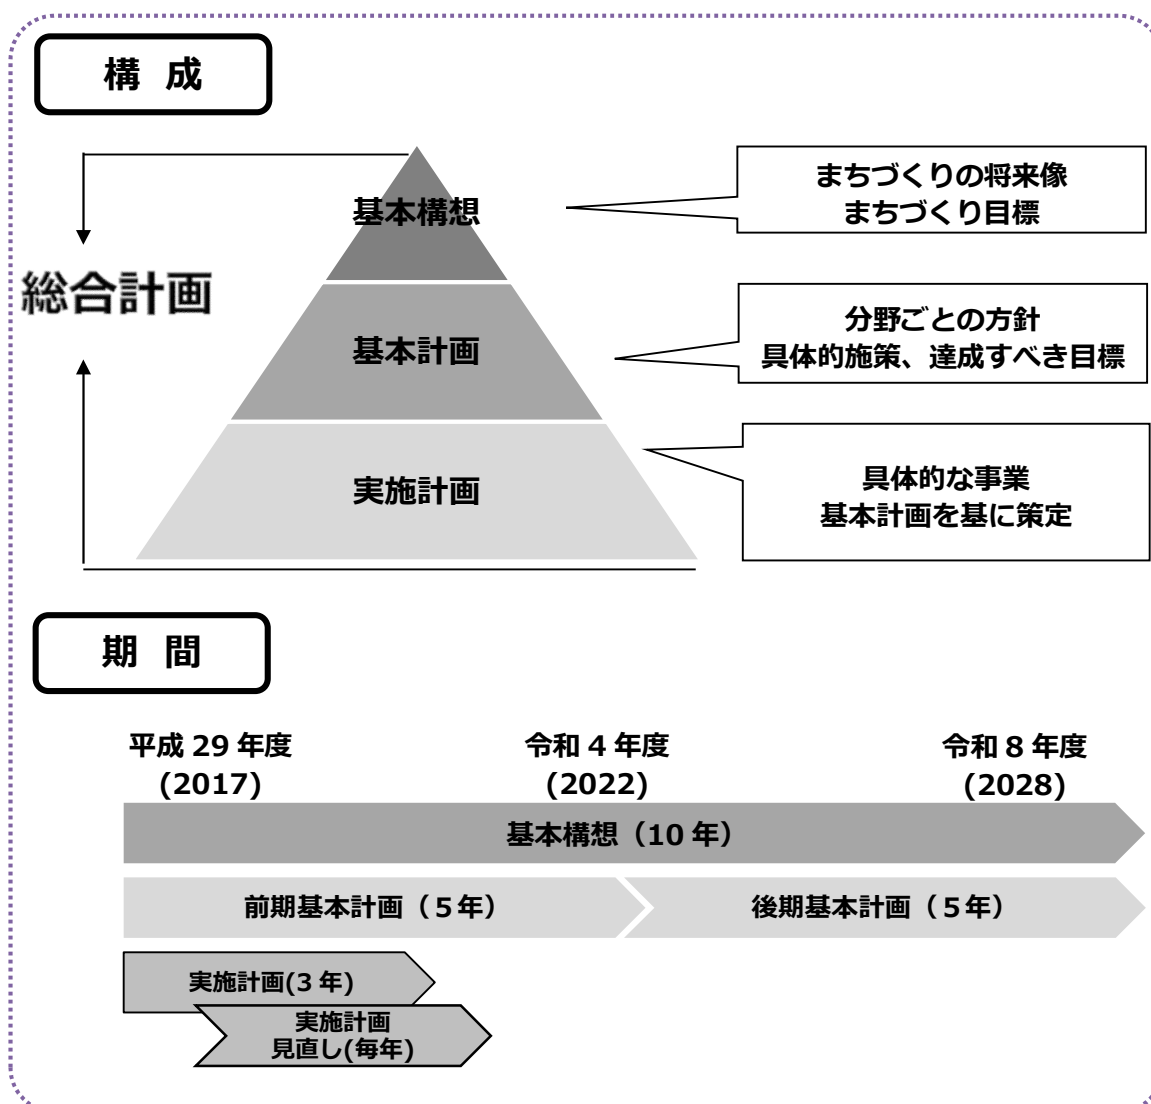 構 成
基本構想
まちづくりの将来像
まちづくり目標
総合計画
基本計画
分野ごとの方針
具体的施策、達成すべき目標
実施計画
具体的な事業
基本計画を基に策定
期 間
平成 29 年度
(2017)
令和 4 年度
(2022)
令和 8 年度
(2028)
基本構想（10 年）
前期基本計画（5 年）
後期基本計画（5 年）
実施計画(3 年)
実施計画
見直し(毎年)